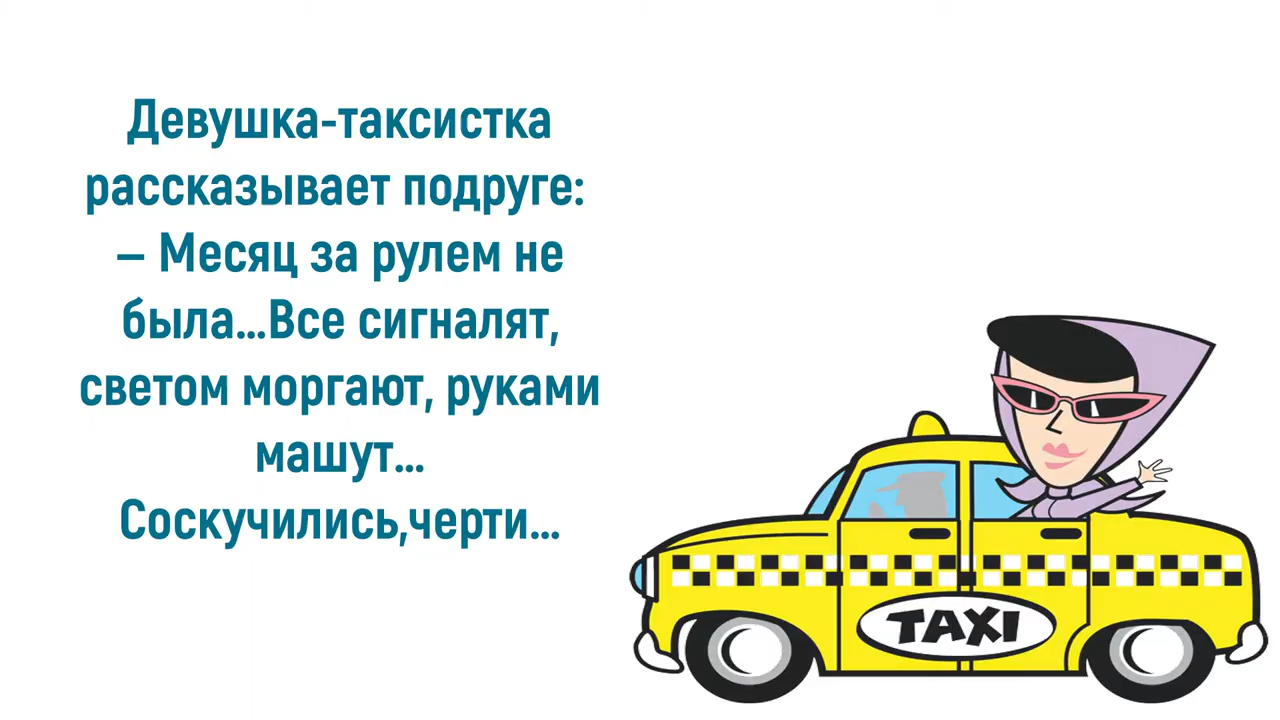 Девушка-таксистка
рассказывает подруге:
– Месяц за рулем не
была...Все сигналят,
светом моргают, руками
машут...
Соскучились,черти...
TAXI